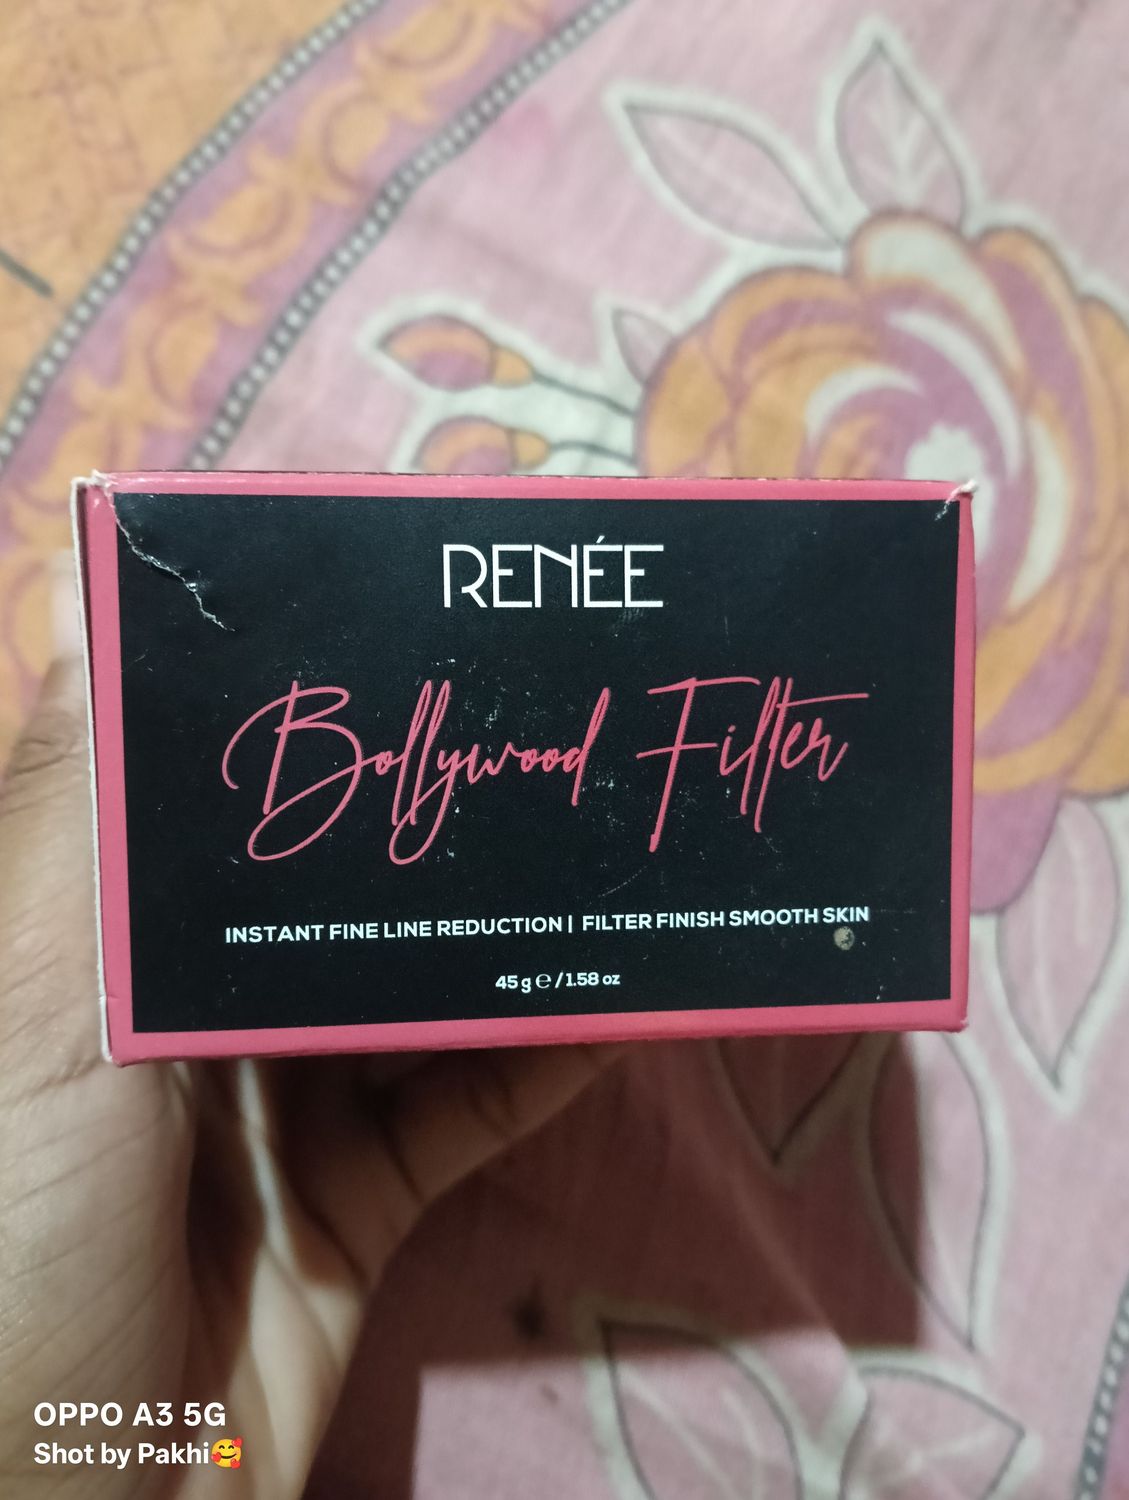 RENÉE
Bollywood Filter
INSTANT FINE LINE REDUCTION | FILTER FINISH SMOOTH SKIN
45 g ℮ / 1.58 oz
OPPO A3 5G
Shot by Pakhi🥰